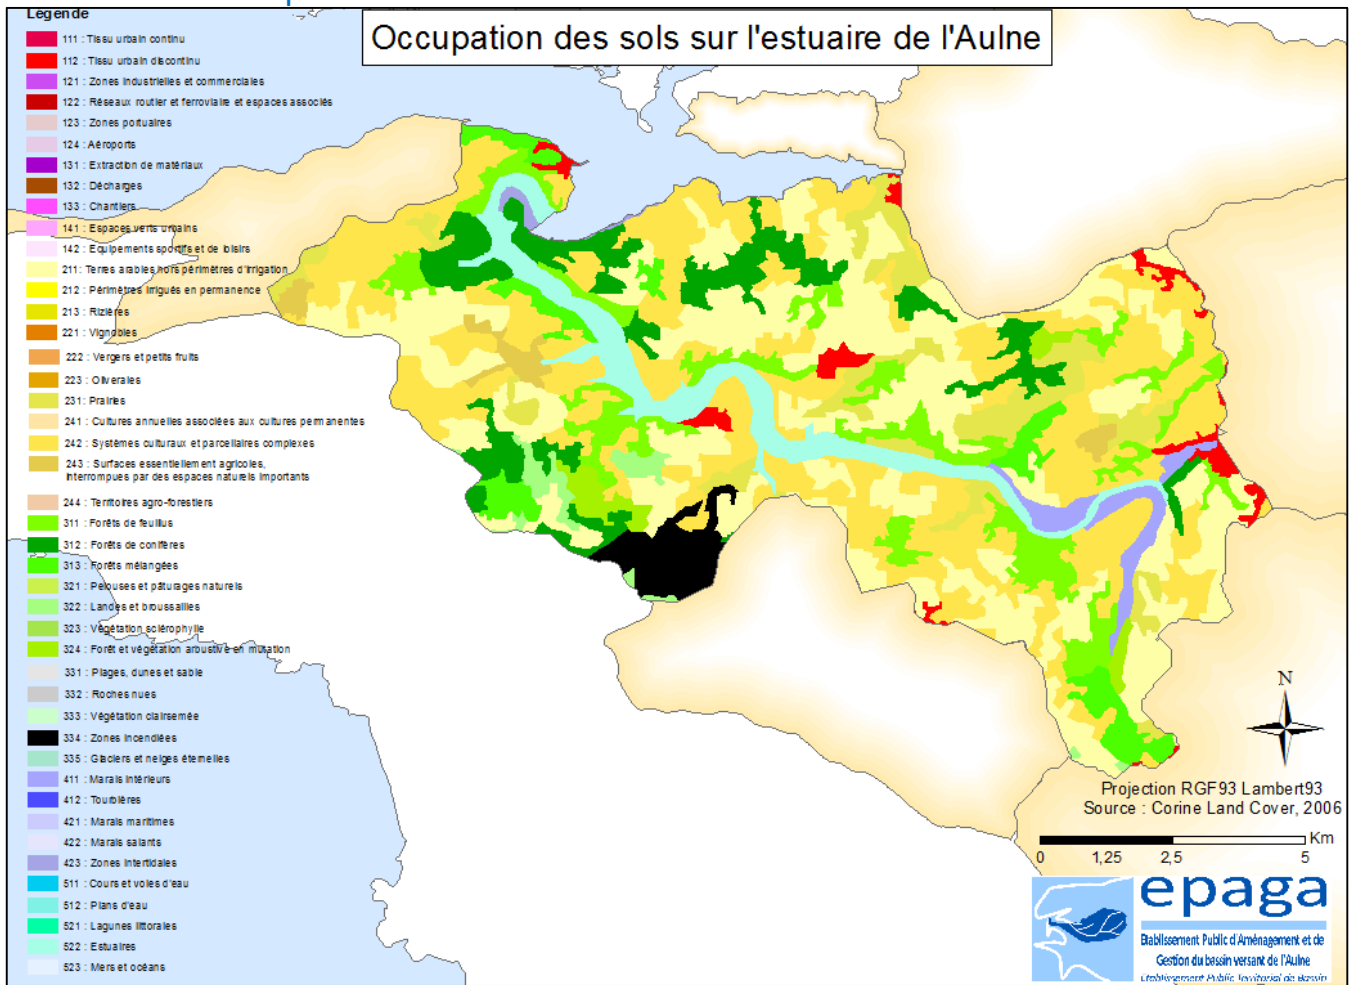 Légende
Occupation des sols sur l'estuaire de l'Aulne
111 : Tissu urbain continu
112 : Tissu urbain discontinu
121 : Zones industrielles et commerciales
122 : Réseaux routier et ferroviaire et espaces associés
123 : Zones portuaires
124 : Aéroports
131 : Extraction de matériaux
132 : Décharges
133 : Chantiers
141 : Espaces verts urbains
142 : Equipements sportifs et de loisirs
211 : Terres arables hors périmètres d'irrigation
212 : Périmètres irrigués en permanence
213 : Rizières
221 : Vignobles
222 : Vergers et petits fruits
223 : Oliveraies
231 : Prairies
241 : Cultures annuelles associées aux cultures permanentes
242 : Systèmes culturaux et parcellaires complexes
243 : Surfaces essentiellement agricoles,
interrompues par des espaces naturels importants
244 : Territoires agro-forestiers
311 : Forêts de feuillus
312 : Forêts de conifères
313 : Forêts mélangées
321 : Pelouses et pâturages naturels
322 : Landes et broussailles
323 : Végétation sclérophylle
324 : Forêt et végétation arbustive en mutation
331 : Plages, dunes et sable
332 : Roches nues
333 : Végétation clairsemée
334 : Zones incendiées
335 : Glaciers et neiges éternelles
411 : Marais intérieurs
412 : Tourbières
421 : Marais maritimes
422 : Marais salants
423 : Zones intertidales
511 : Cours et voies d'eau
512 : Plans d'eau
521 : Lagunes littorales
522 : Estuaires
523 : Mers et océans
N
Projection RGF93 Lambert93
Source : Corine Land Cover, 2006
Km
0 1,25 2,5 5
epaga
Etablissement Public d'Aménagement et de
Gestion du bassin versant de l'Aulne
Etablissement Public Territorial de Bassin